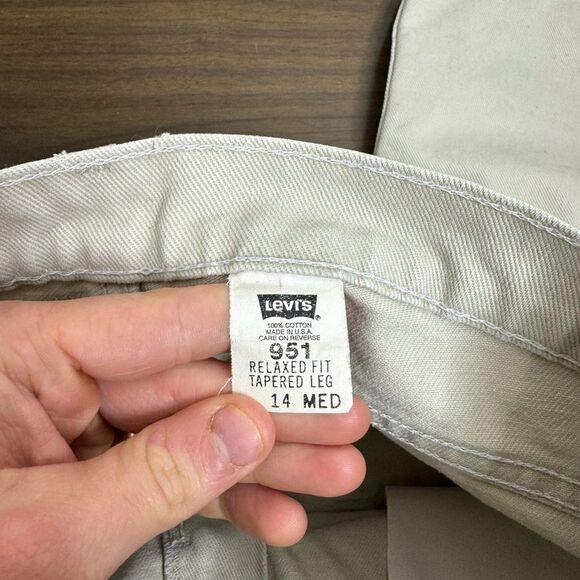 Levi's
®
100% COTTON
MADE IN U.S.A.
CARE ON REVERSE
951
RELAXED FIT
TAPERED LEG
14 MED